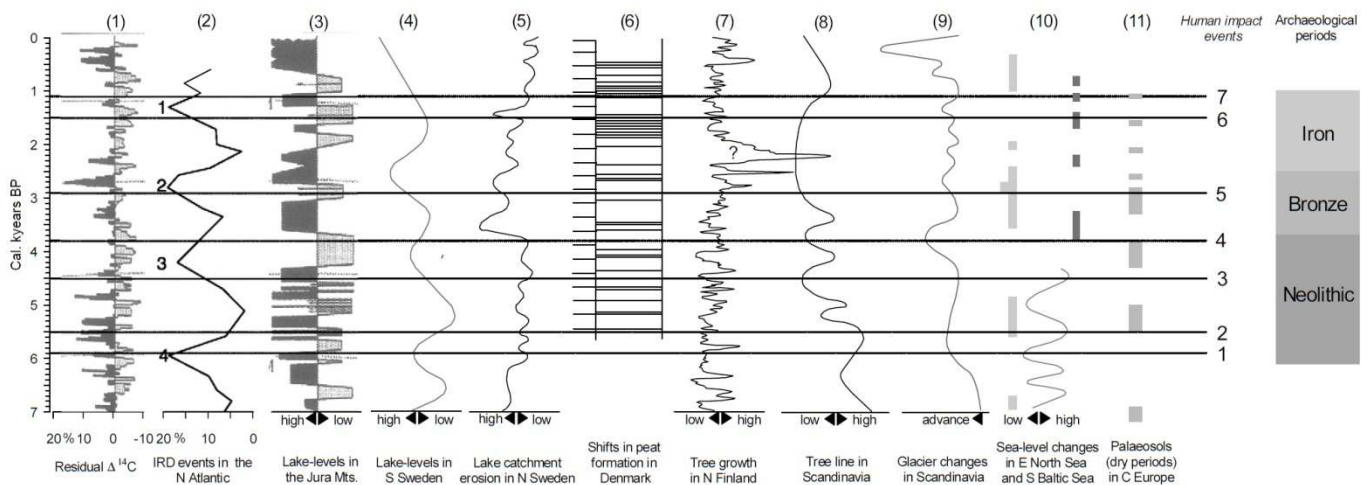 (1) (2) (3) (4) (5) (6) (7) (8) (9) (10) (11)
Human impact
events
Archaeological
periods
Cal. kyears BP
0
1
2
3
4
5
6
7
1
2
3
4
?
7
6
5
4
3
2
1
Iron
Bronze
Neolithic
high low
high low
high low
low high
low high
advance
low high
20 % 10 0 -10
20 % 10 0
Residual Δ 14C
IRD events in the
N Atlantic
Lake-levels in
the Jura Mts.
Lake-levels in
S Sweden
Lake catchment
erosion in N Sweden
Shifts in peat
formation in
Denmark
Tree growth
in N Finland
Tree line in
Scandinavia
Glacier changes
in Scandinavia
Sea-level changes
in E North Sea
and S Baltic Sea
Palaeosols
(dry periods)
in C Europe